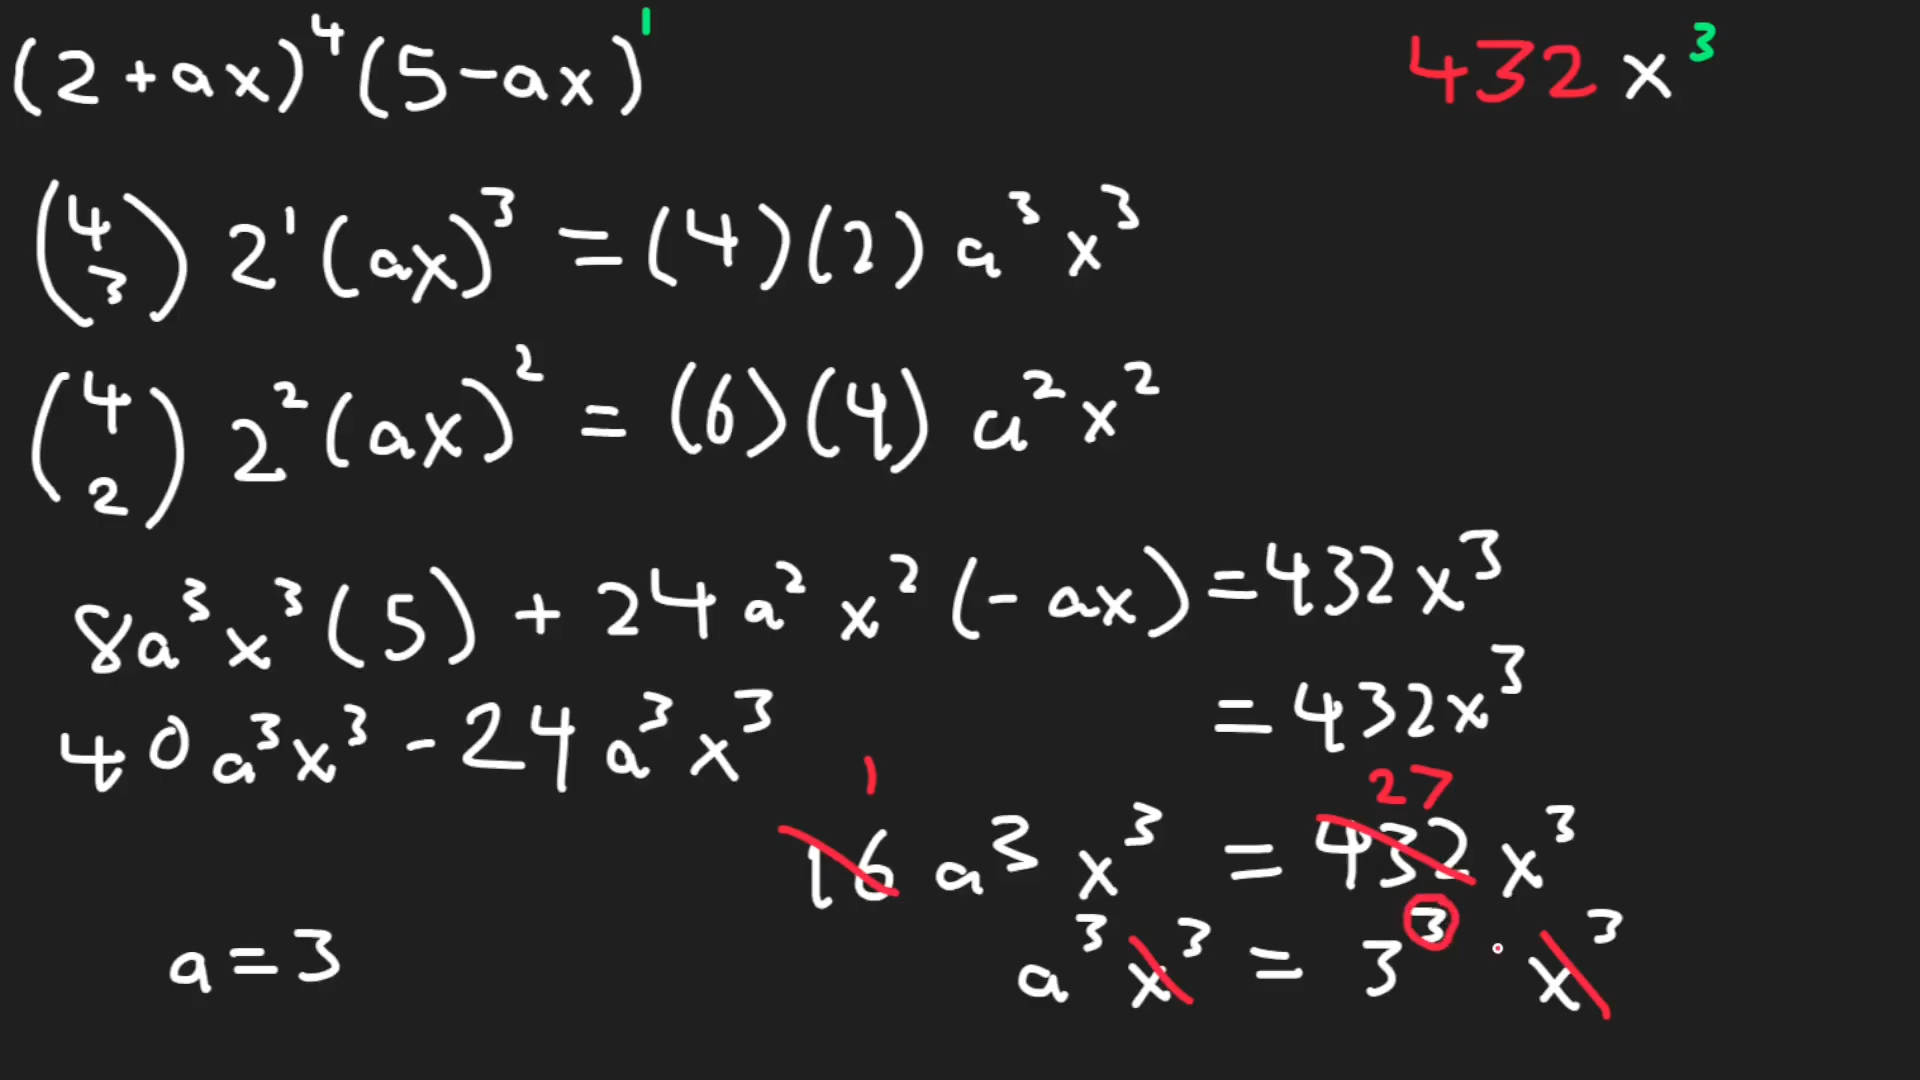 (2+ax)⁴(5-ax)¹ 432x³
(4 3) 2¹(ax)³ = (4)(2)a³x³
(4 2) 2²(ax)² = (6)(4)a²x²
8a³x³(5) + 24a²x²(-ax) = 432x³
40a³x³ - 24a³x³ = 432x³
1 27
16a³x³ = 432x³
a = 3 a³x³ = 3³ · x³